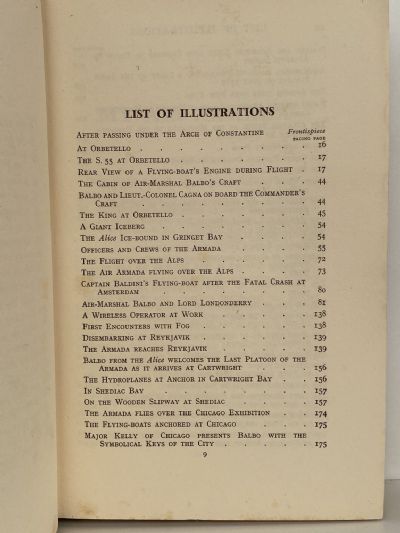 LIST OF ILLUSTRATIONS
AFTER PASSING UNDER THE ARCH OF CONSTANTINE Frontispiece
FACING PAGE
AT ORBETELLO . . . . . . . 16
THE S.55 AT ORBETELLO . . . . . . 17
REAR VIEW OF A FLYING-BOAT'S ENGINE DURING FLIGHT . 17
THE CABIN OF AIR-MARSHAL BALBO'S CRAFT . . . 44
BALBO AND LIEUT.-COLONEL CAGNA ON BOARD THE COMMANDER'S
CRAFT . . . . . . . 44
THE KING AT ORBETELLO . . . . . . 45
A GIANT ICEBERG . . . . . . 54
THE Alice ICE-BOUND IN GRINGET BAY . . . . 54
OFFICERS AND CREWS OF THE ARMADA . . . . 55
THE FLIGHT OVER THE ALPS . . . . . 72
THE AIR ARMADA FLYING OVER THE ALPS . . . . 73
CAPTAIN BALDINI'S FLYING-BOAT AFTER THE FATAL CRASH AT
AMSTERDAM . . . . . . . 80
AIR-MARSHAL BALBO AND LORD LONDONDERRY . . . 81
A WIRELESS OPERATOR AT WORK . . . . . 138
FIRST ENCOUNTERS WITH FOG . . . . . 138
DISEMBARKING AT REYKJAVIK . . . . . 139
THE ARMADA REACHES REYKJAVIK . . . . . 139
BALBO FROM THE Alice WELCOMES THE LAST PLATOON OF THE
ARMADA AS IT ARRIVES AT CARTWRIGHT . . . 156
THE HYDROPLANES AT ANCHOR IN CARTWRIGHT BAY . . 156
IN SHEDIAC BAY . . . . . . . 157
ON THE WOODEN SLIPWAY AT SHEDIAC . . . . 157
THE ARMADA FLIES OVER THE CHICAGO EXHIBITION . . 174
THE FLYING-BOATS ANCHORED AT CHICAGO . . . 175
MAJOR KELLY OF CHICAGO PRESENTS BALBO WITH THE
SYMBOLICAL KEYS OF THE CITY . . . . . 175
9